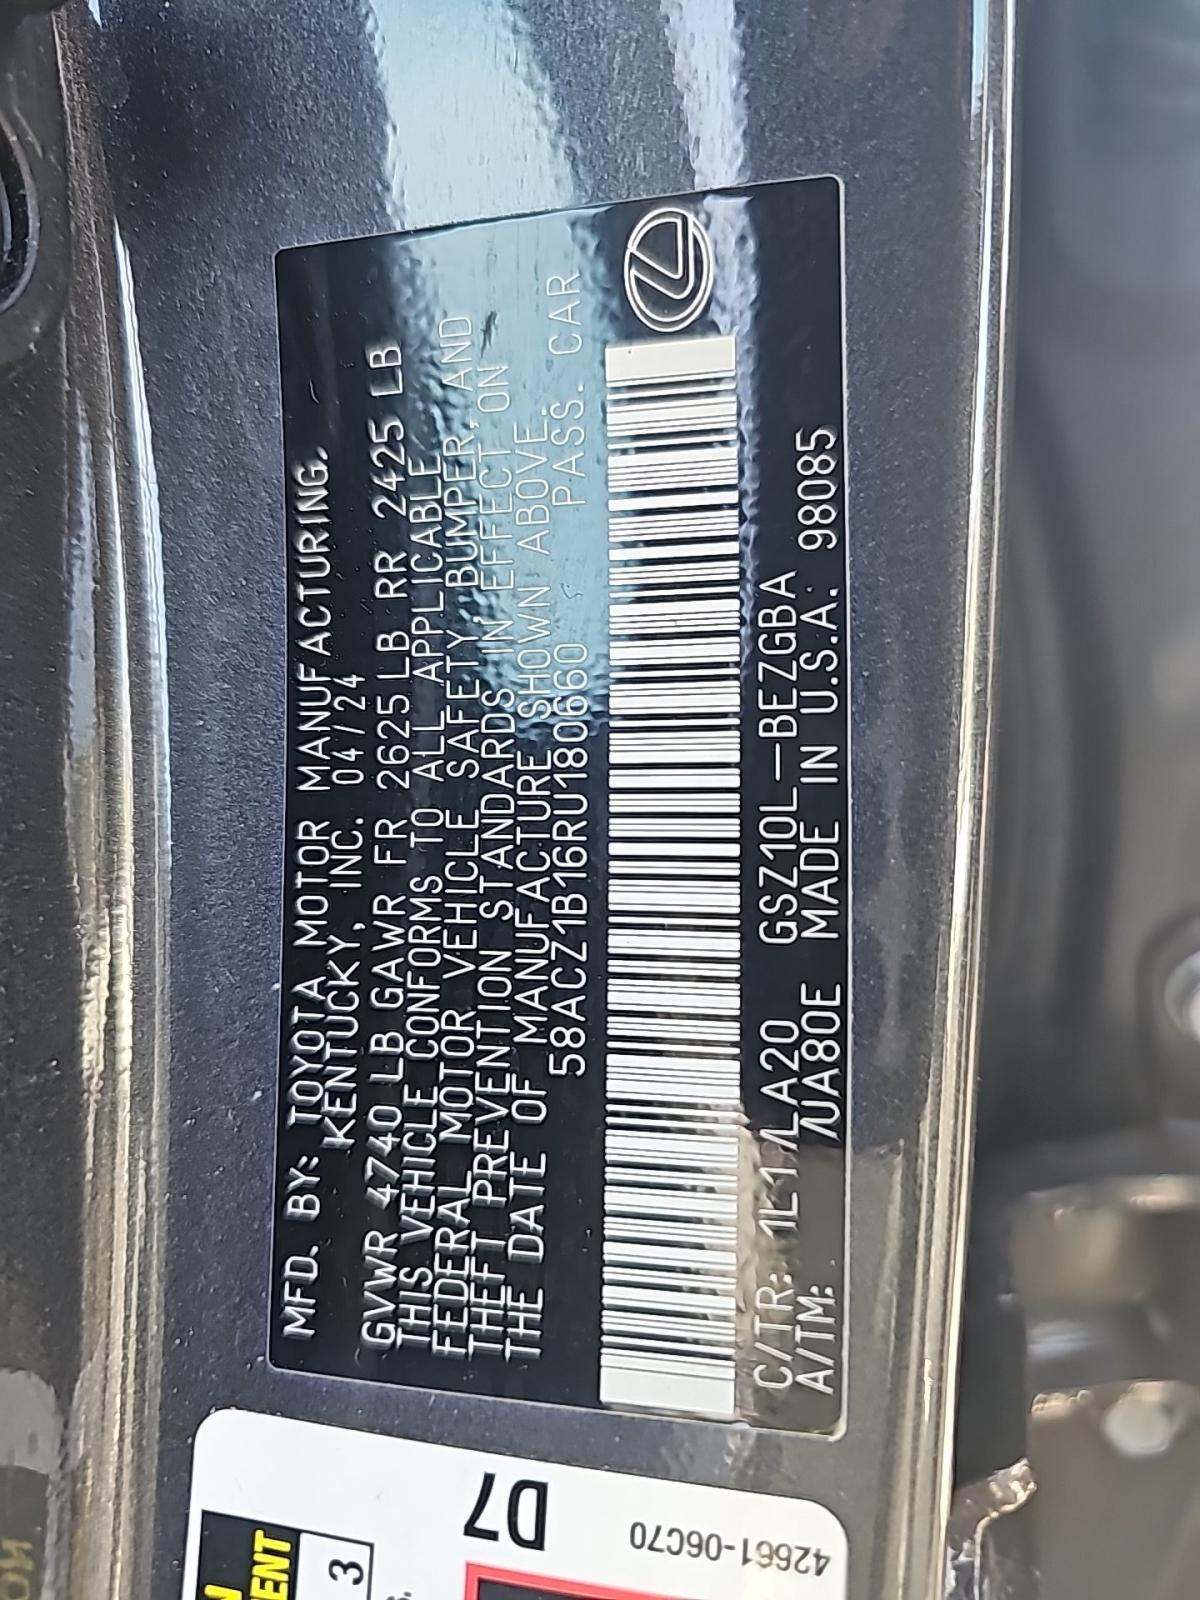 MFD. BY: TOYOTA MOTOR MANUFACTURING.
KENTUCKY, INC. 04/24
GVWR 4740 LB GAWR FR 2625 LB RR 2425 LB
THIS VEHICLE CONFORMS TO ALL APPLICABLE
FEDERAL MOTOR VEHICLE SAFETY, BUMPER, AND
THEFT PREVENTION STANDARDS IN EFFECT ON
THE DATE OF MANUFACTURE SHOWN ABOVE.
58ACZ1B16RU180660 PASS. CAR
C/TR: 1L1/LA20 GSZ10L-BEZGBA
A/TM: /UA80E MADE IN U.S.A. 98085
D7
42661-06C70
3